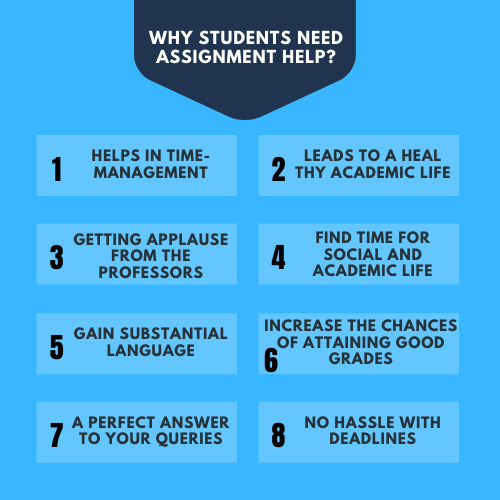 WHY STUDENTS NEED
ASSIGNMENT HELP?
1
HELPS IN TIME-
MANAGEMENT
2
LEADS TO A HEAL
THY ACADEMIC LIFE
3
GETTING APPLAUSE
FROM THE
PROFESSORS
4
FIND TIME FOR
SOCIAL AND
ACADEMIC LIFE
5
GAIN SUBSTANTIAL
LANGUAGE
6
INCREASE THE CHANCES
OF ATTAINING GOOD
GRADES
7
A PERFECT ANSWER
TO YOUR QUERIES
8
NO HASSLE WITH
DEADLINES